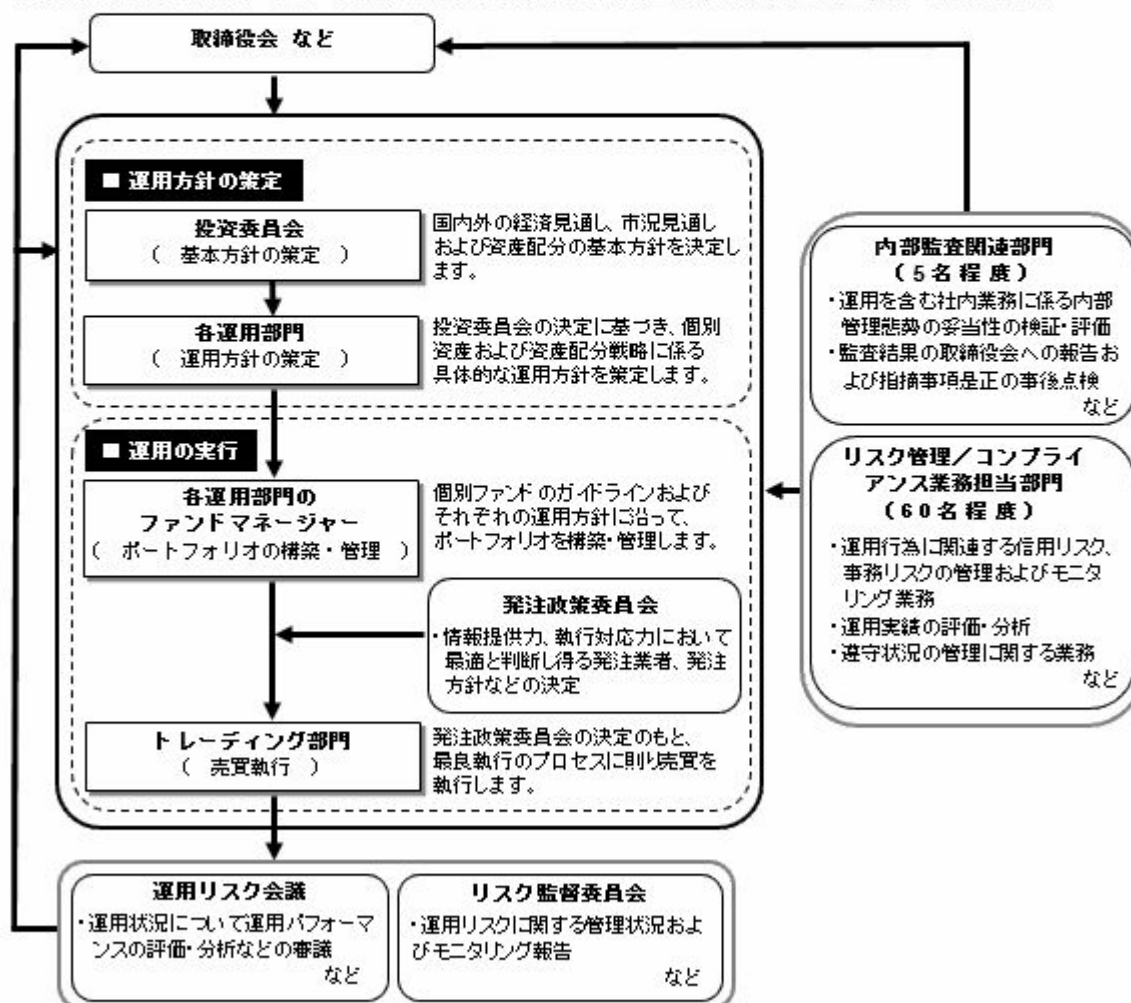 取締役会 など
■ 運用方針の策定
投資委員会
( 基本方針の策定 )
国内外の経済見通し、市況見通し
および資産配分の基本方針を決定し
ます。
各運用部門
( 運用方針の策定 )
投資委員会の決定に基づき、個別
資産および資産配分戦略に係る
具体的な運用方針を策定します。
■ 運用の実行
各運用部門の
ファンドマネージャー
( ポートフォリオの構築・管理 )
個別ファンドのガイドラインおよび
それぞれの運用方針に沿って、
ポートフォリオを構築・管理します。
発注政策委員会
・情報提供力、執行対応力において
最適と判断し得る発注業者、発注
方針などの決定
トレーディング部門
( 売買執行 )
発注政策委員会の決定のもと、
最良執行のプロセスに則り売買を
執行します。
内部監査関連部門
(5名程度)
・運用を含む社内業務に係る内部
管理態勢の妥当性の検証・評価
・監査結果の取締役会への報告お
よび指摘事項是正の事後点検
など
リスク管理/コンプライ
アンス業務担当部門
(60名程度)
・運用行為に関連する信用リスク、
事務リスクの管理およびモニタ
リング業務
・運用実績の評価・分析
・遵守状況の管理に関する業務
など
運用リスク会議
・運用状況について運用パフォーマ
ンスの評価・分析などの審議
など
リスク監督委員会
・運用リスクに関する管理状況およ
びモニタリング報告
など